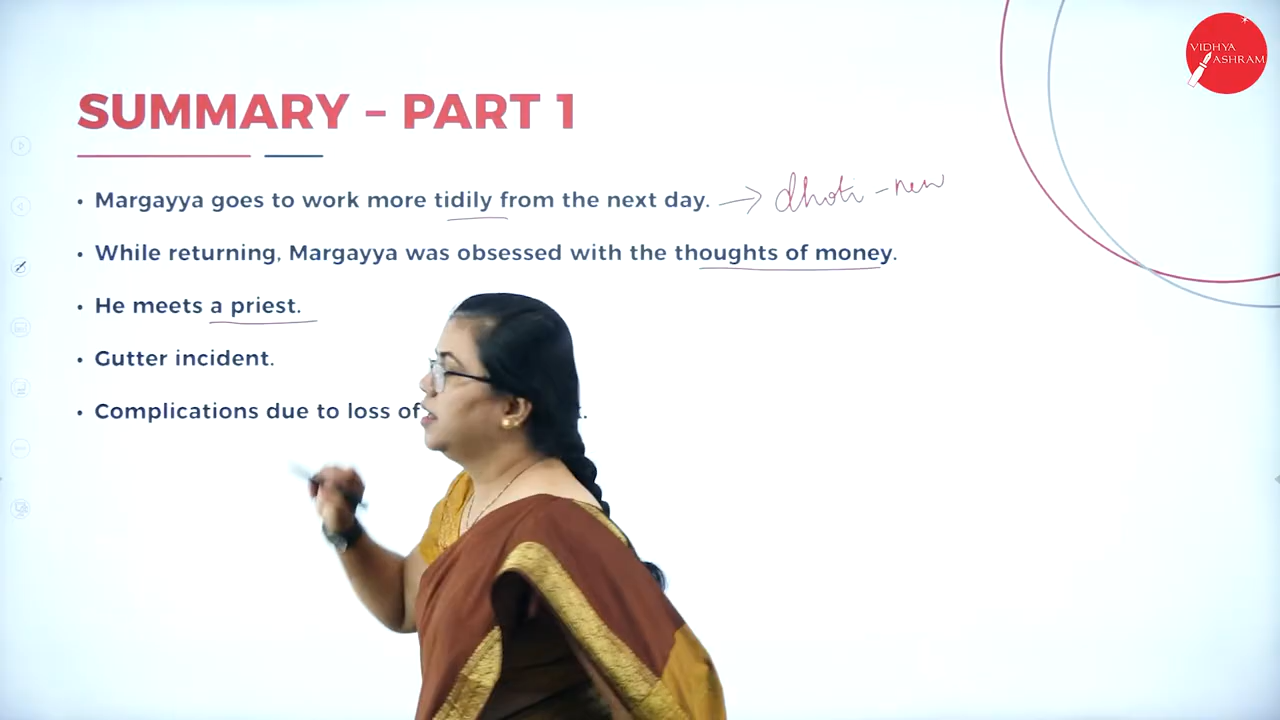 VIDHYA
ASHRAM
SUMMARY – PART 1
• Margayya goes to work more tidily from the next day. → dhoti - new
• While returning, Margayya was obsessed with the thoughts of money.
• He meets a priest.
• Gutter incident.
• Complications due to loss of